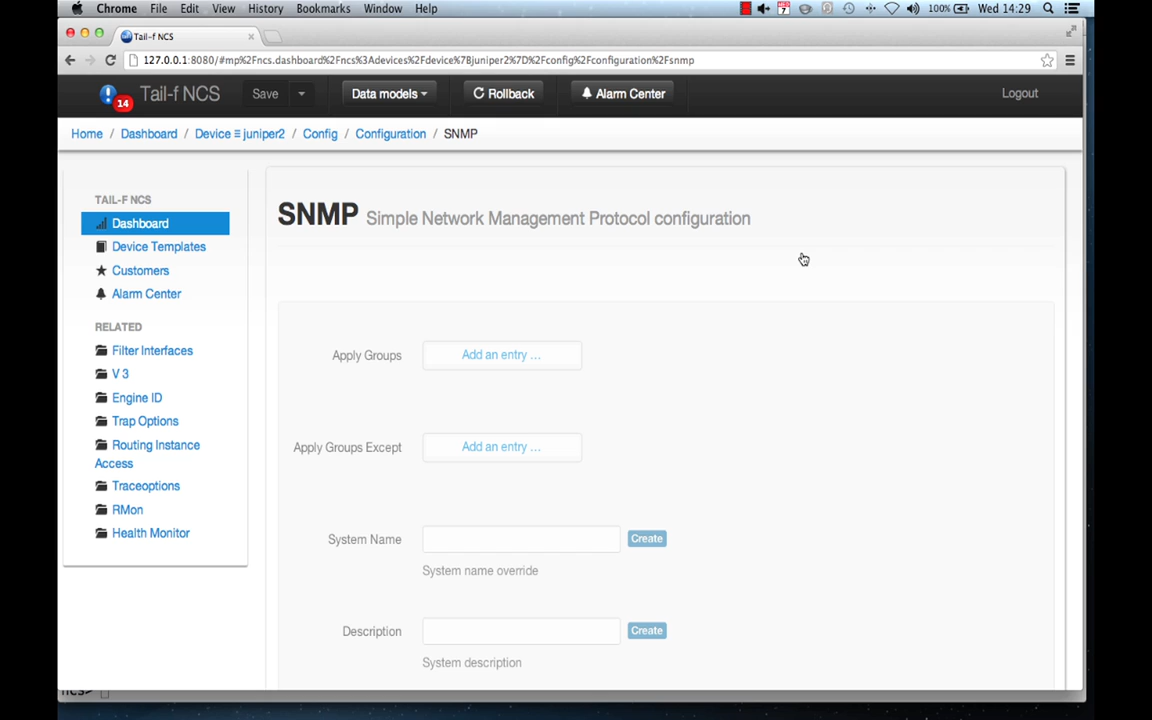 Chrome File Edit View History Bookmarks Window Help 7 100% Wed 14:29
Tail-f NCS
127.0.0.1:8080/#mp%2Fncs.dashboard%2Fncs%3Adevices%2Fdevice%7Bjuniper2%7D%2Fconfig%2Fconfiguration%2Fsnmp
14 Tail-f NCS Save Data models Rollback Alarm Center Logout
Home / Dashboard / Device ≡ juniper2 / Config / Configuration / SNMP
TAIL-F NCS
Dashboard
Device Templates
Customers
Alarm Center
RELATED
Filter Interfaces
V 3
Engine ID
Trap Options
Routing Instance
Access
Traceoptions
RMon
Health Monitor
SNMP Simple Network Management Protocol configuration
Apply Groups Add an entry ...
Apply Groups Except Add an entry ...
System Name Create
System name override
Description Create
System description
ncs>